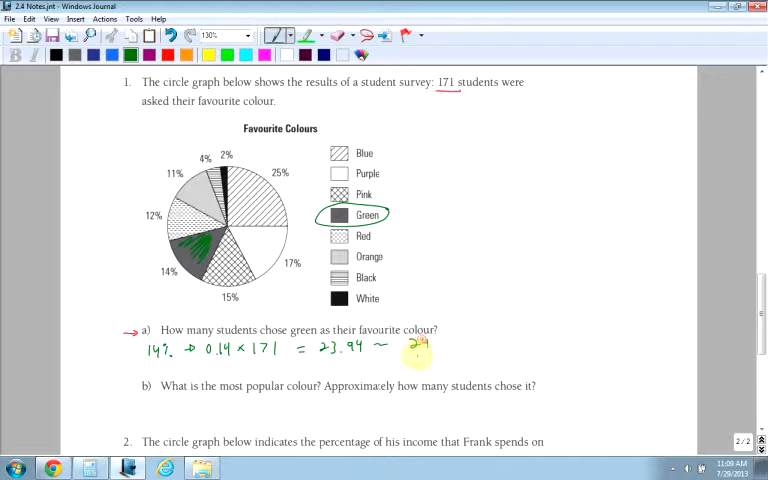 2.4 Notes.jnt - Windows Journal
File Edit View Insert Actions Tools Help
130%
B I
1. The circle graph below shows the results of a student survey: 171 students were
asked their favourite colour.
Favourite Colours
2%
4%
11%
25%
12%
14%
17%
15%
Blue
Purple
Pink
Green
Red
Orange
Black
White
a) How many students chose green as their favourite colour?
14% → 0.14 × 171 = 23.94 ~ 24
b) What is the most popular colour? Approximately how many students chose it?
2. The circle graph below indicates the percentage of his income that Frank spends on
2 / 2
11:09 AM
7/29/2013